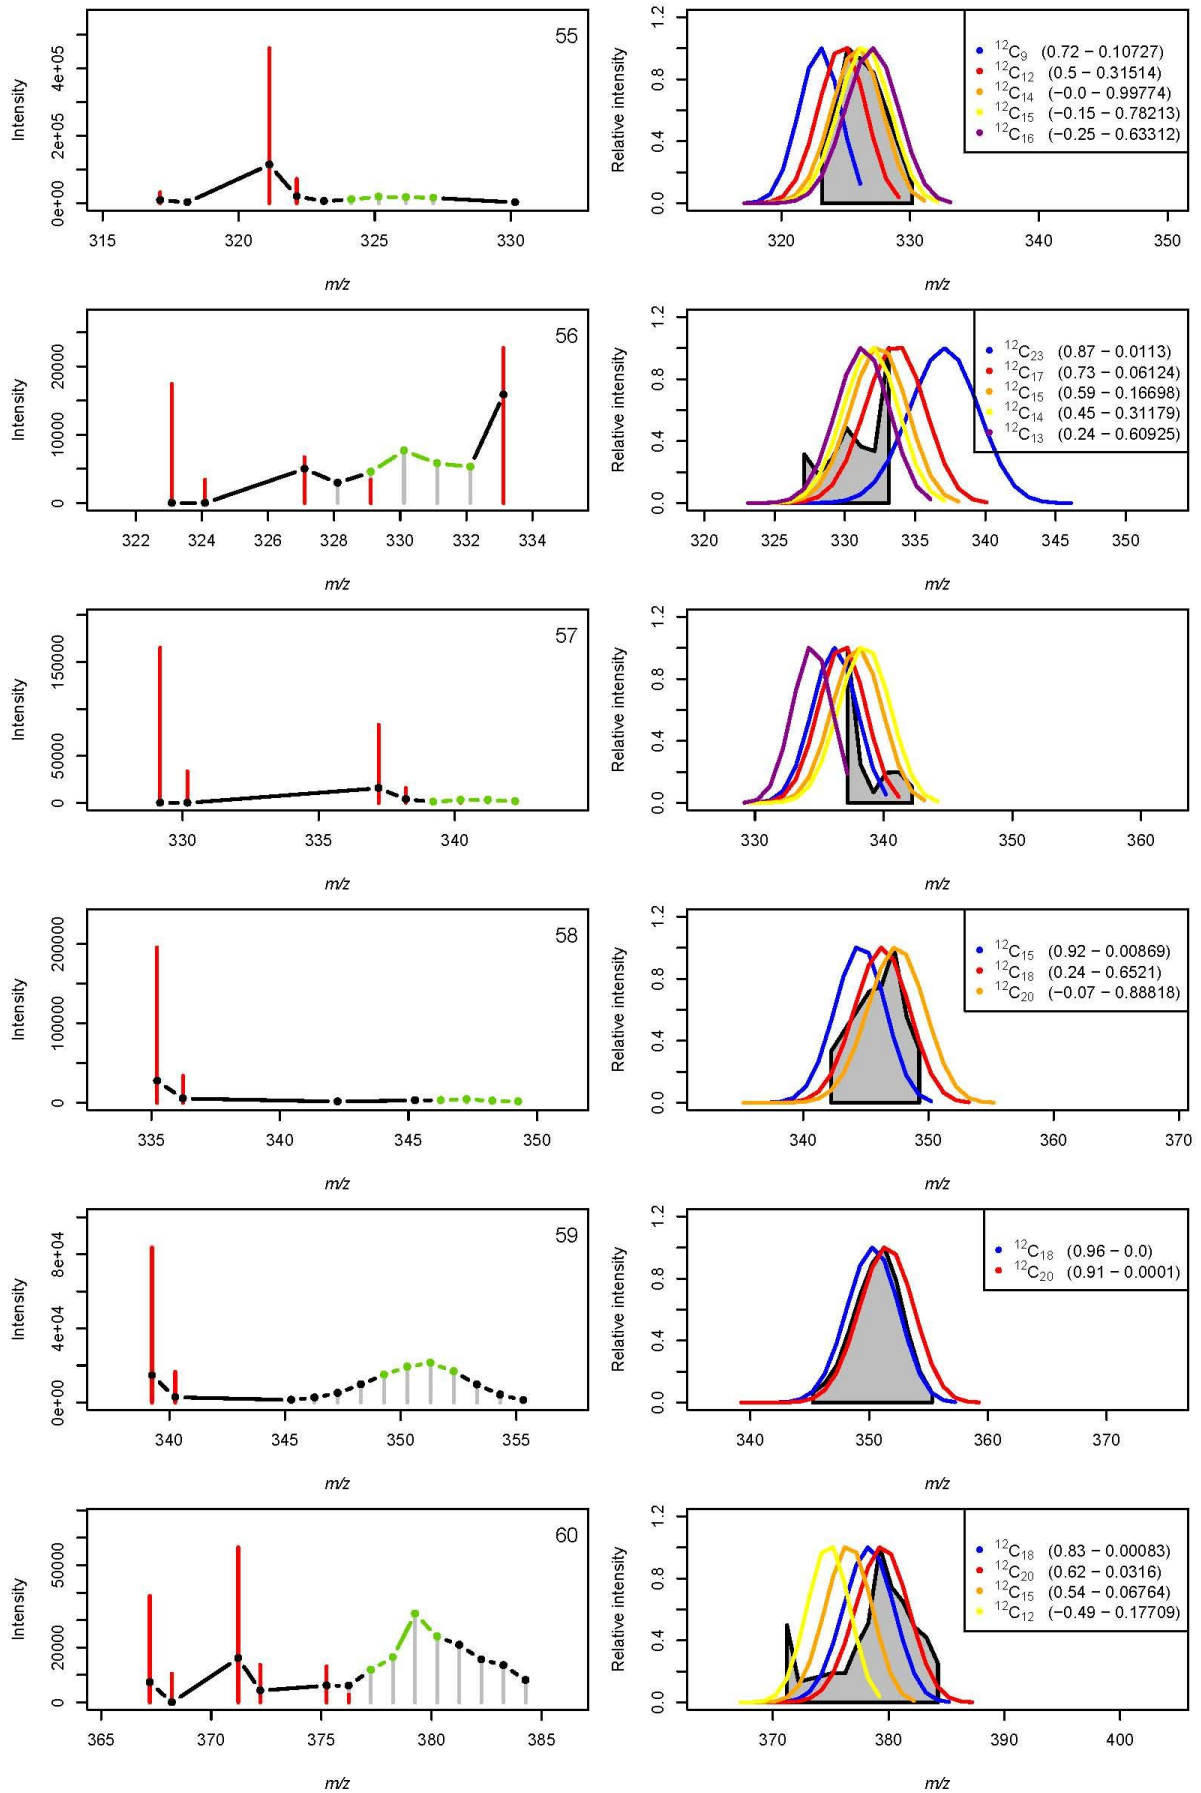 Intensity
0e+00 2e+05 4e+05
55
315 320 325 330
m/z
Relative intensity
0.0 0.4 0.8 1.2
¹²C₉ (0.72 − 0.10727)
¹²C₁₂ (0.5 − 0.31514)
¹²C₁₄ (−0.0 − 0.99774)
¹²C₁₅ (−0.15 − 0.78213)
¹²C₁₆ (−0.25 − 0.63312)
320 330 340 350
m/z
Intensity
0 10000 20000
56
322 324 326 328 330 332 334
m/z
Relative intensity
0.0 0.4 0.8 1.2
¹²C₂₃ (0.87 − 0.0113)
¹²C₁₇ (0.73 − 0.06124)
¹²C₁₅ (0.59 − 0.16698)
¹²C₁₄ (0.45 − 0.31179)
¹²C₁₃ (0.24 − 0.60925)
320 325 330 335 340 345 350
m/z
Intensity
0 50000 150000
57
330 335 340
m/z
Relative intensity
0.0 0.4 0.8 1.2
330 340 350 360
m/z
Intensity
0 100000 200000
58
335 340 345 350
m/z
Relative intensity
0.0 0.4 0.8 1.2
¹²C₁₅ (0.92 − 0.00869)
¹²C₁₈ (0.24 − 0.6521)
¹²C₂₀ (−0.07 − 0.88818)
340 350 360 370
m/z
Intensity
0e+00 4e+04 8e+04
59
340 345 350 355
m/z
Relative intensity
0.0 0.4 0.8 1.2
¹²C₁₈ (0.96 − 0.0)
¹²C₂₀ (0.91 − 0.0001)
340 350 360 370
m/z
Intensity
0 20000 50000
60
365 370 375 380 385
m/z
Relative intensity
0.0 0.4 0.8 1.2
¹²C₁₈ (0.83 − 0.00083)
¹²C₂₀ (0.62 − 0.0316)
¹²C₁₅ (0.54 − 0.06764)
¹²C₁₂ (−0.49 − 0.17709)
370 380 390 400
m/z